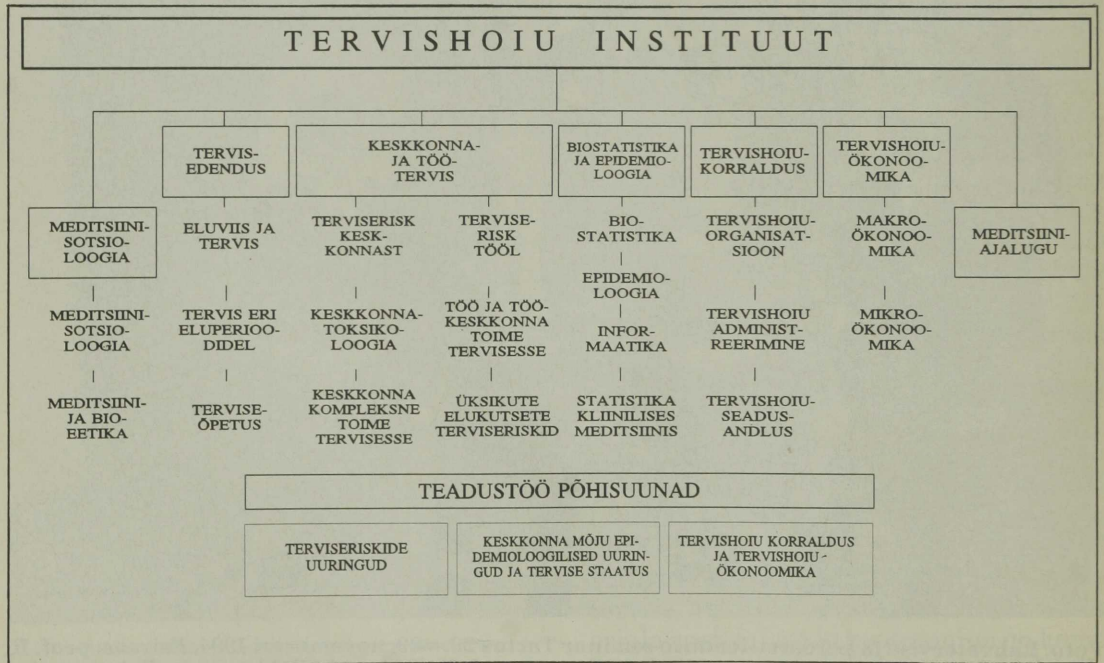 TERVISHOIU INSTITUUT
TERVIS-
EDENDUS
KESKKONNA-
JA TÖÖ-
TERVIS
BIOSTATISTIKA
JA EPIDEMIO-
LOOGIA
TERVISHOIU-
KORRALDUS
TERVISHOIU-
ÖKONOO-
MIKA
MEDITSIINI-
SOTSIO-
LOOGIA
MEDITSIINI-
SOTSIO-
LOOGIA
MEDITSIINI-
JA BIO-
EETIKA
ELUVIIS JA
TERVIS
TERVIS ERI
ELUPERIOO-
DIDEL
TERVISE-
ÕPETUS
TERVISERISK
KESK-
KONNAST
KESKKONNA-
TOKSIKO-
LOOGIA
KESKKONNA
KOMPLEKSNE
TOIME
TERVISESSE
TERVISE-
RISK
TÖÖL
TÖÖ JA TÖÖ-
KESKKONNA
TOIME
TERVISESSE
ÜKSIKUTE
ELUKUTSETE
TERVISERISKID
BIO-
STATISTIKA
EPIDEMIO-
LOOGIA
INFOR-
MAATIKA
STATISTIKA
KLIINILISES
MEDITSIINIS
TERVISHOIU-
ORGANISAT-
SIOON
TERVISHOIU
ADMINIST-
REERIMINE
TERVISHOIU-
SEADUS-
ANDLUS
MAKRO-
ÖKONOO-
MIKA
MIKRO-
ÖKONOO-
MIKA
MEDITSIINI-
AJALUGU
TEADUSTÖÖ PÕHISUUNAD
TERVISERISKIDE
UURINGUD
KESKKONNA MÕJU EPI-
DEMIOLOOGILISED UURIN-
GUD JA TERVISE STAATUS
TERVISHOIU KORRALDUS
JA TERVISHOIU-
ÖKONOOMIKA